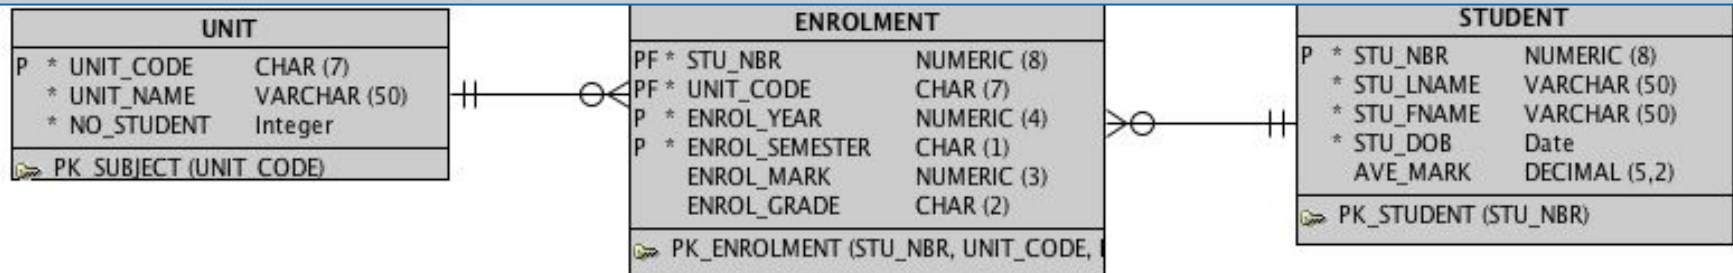 UNIT
P * UNIT_CODE CHAR (7)
* UNIT_NAME VARCHAR (50)
* NO_STUDENT Integer
PK_SUBJECT (UNIT_CODE)
ENROLMENT
PF * STU_NBR NUMERIC (8)
PF * UNIT_CODE CHAR (7)
P * ENROL_YEAR NUMERIC (4)
P * ENROL_SEMESTER CHAR (1)
ENROL_MARK NUMERIC (3)
ENROL_GRADE CHAR (2)
PK_ENROLMENT (STU_NBR, UNIT_CODE,
STUDENT
P * STU_NBR NUMERIC (8)
* STU_LNAME VARCHAR (50)
* STU_FNAME VARCHAR (50)
* STU_DOB Date
AVE_MARK DECIMAL (5,2)
PK_STUDENT (STU_NBR)